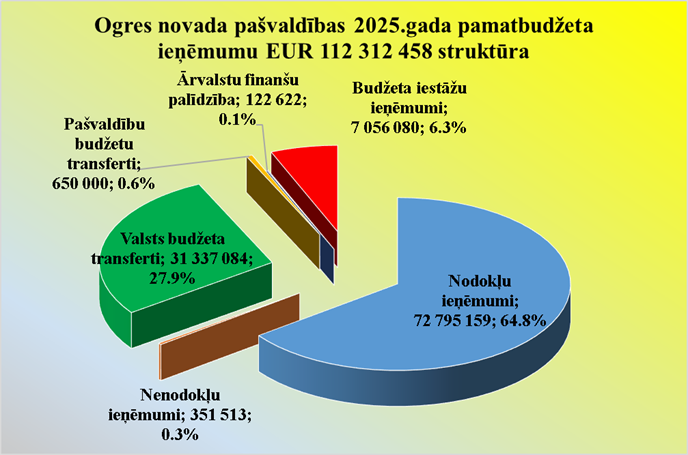 Ogres novada pašvaldības 2025.gada pamatbudžeta
ieņēmumu EUR 112 312 458 struktūra
Ārvalstu finanšu
palīdzība; 122 622;
0.1%
Budžeta iestāžu
ieņēmumi;
7 056 080; 6.3%
Pašvaldību
budžetu
transferti;
650 000; 0.6%
Valsts budžeta
transferti; 31 337 084;
27.9%
Nodokļu
ieņēmumi;
72 795 159; 64.8%
Nenodokļu
ieņēmumi; 351 513;
0.3%